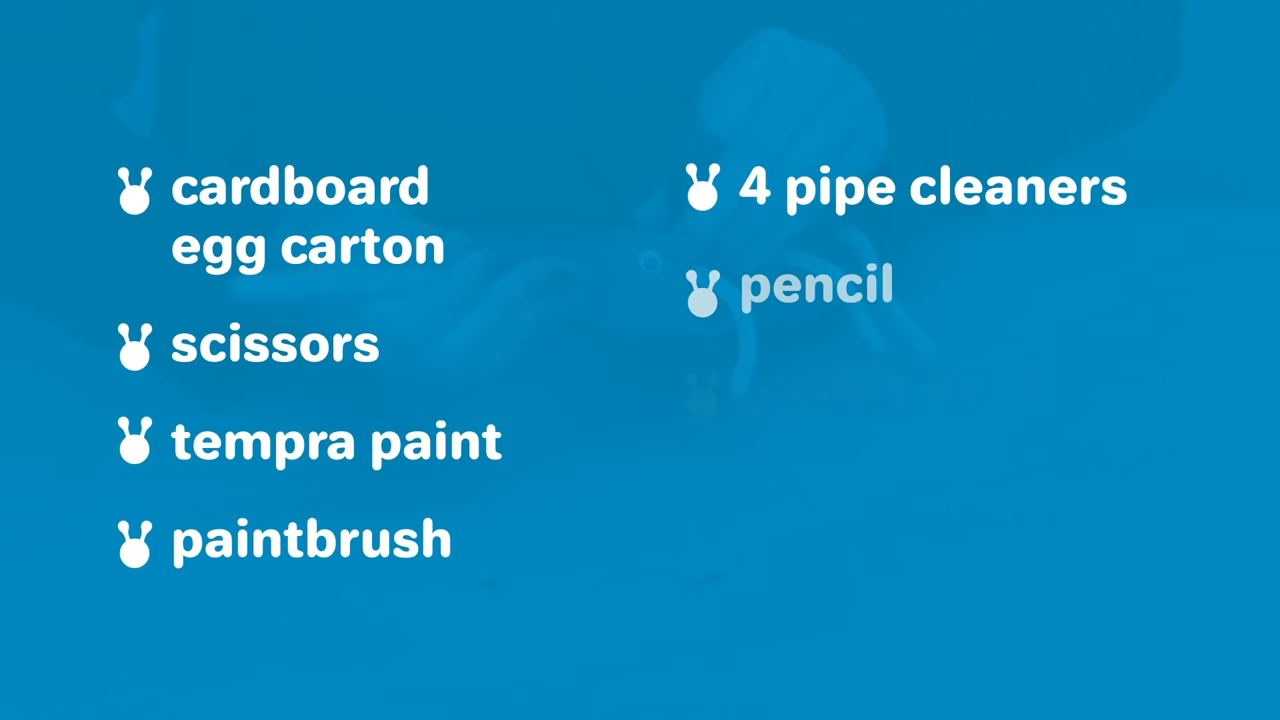 cardboard
egg carton
scissors
tempra paint
paintbrush
4 pipe cleaners
pencil